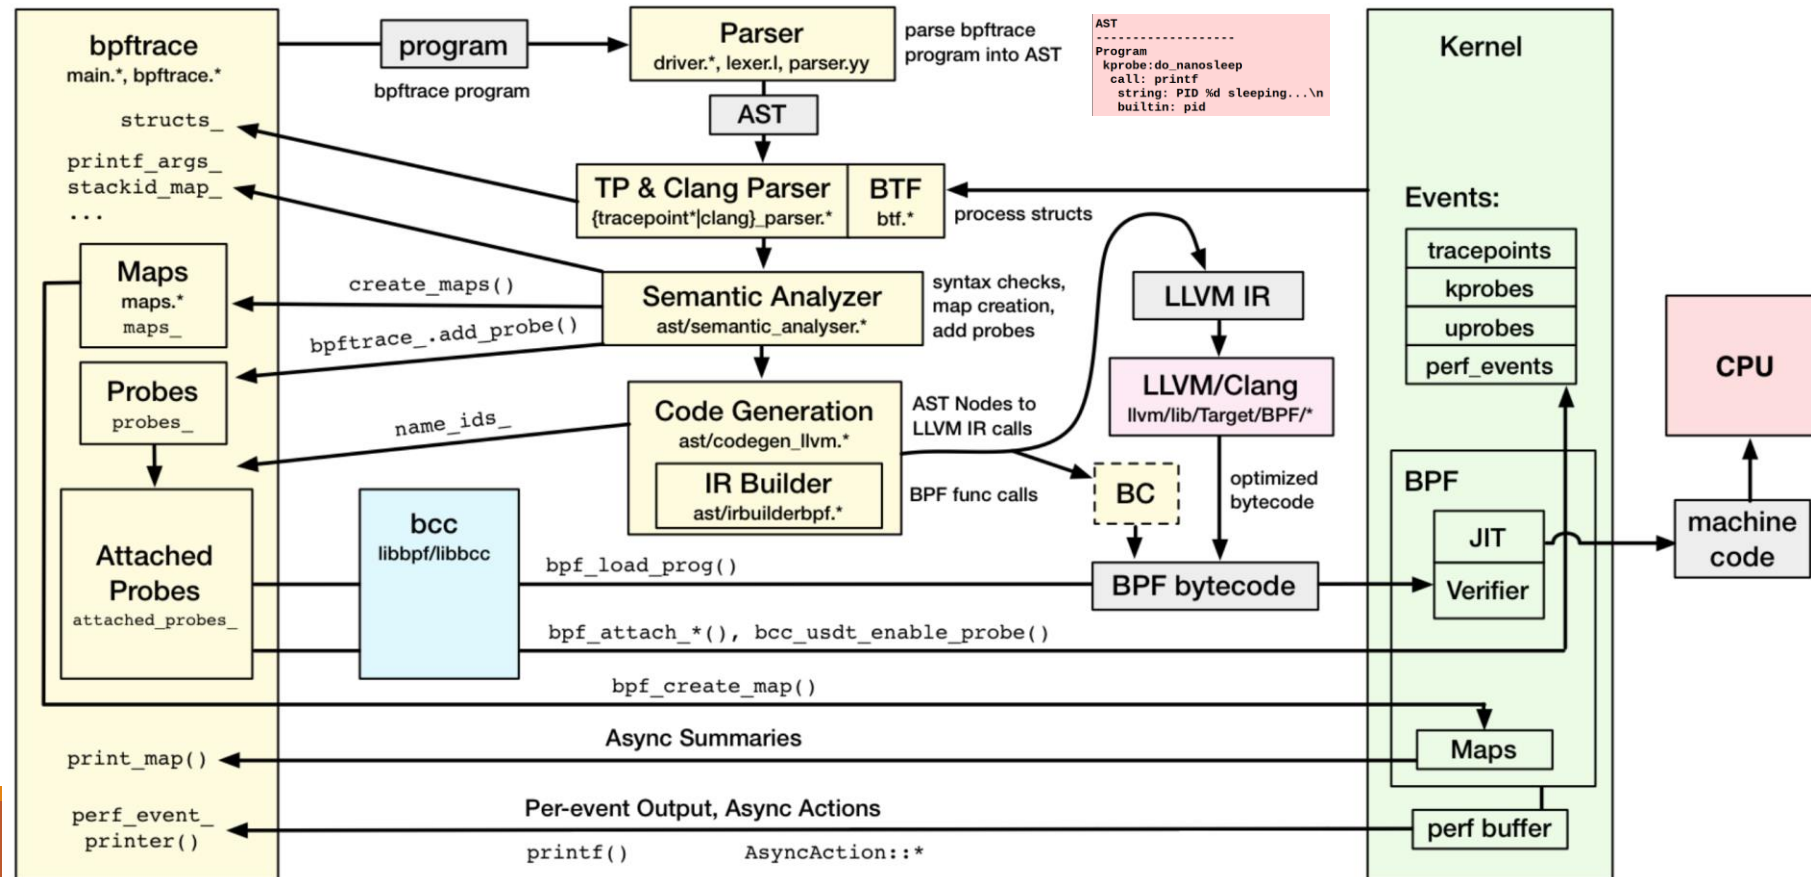 bpftrace
main.*, bpftrace.*
structs_
printf_args_
stackid_map_
...
Maps
maps.*
maps_
Probes
probes_
Attached
Probes
attached_probes_
print_map()
perf_event_
printer()
program
bpftrace program
Parser
driver.*, lexer.l, parser.yy
parse bpftrace
program into AST
AST
TP & Clang Parser
{tracepoint*|clang}_parser.*
BTF
btf.*
process structs
create_maps()
bpftrace_.add_probe()
Semantic Analyzer
ast/semantic_analyser.*
syntax checks,
map creation,
add probes
name_ids_
Code Generation
ast/codegen_llvm.*
IR Builder
ast/irbuilderbpf.*
AST Nodes to
LLVM IR calls
BPF func calls
LLVM IR
LLVM/Clang
llvm/lib/Target/BPF/*
optimized
bytecode
BC
BPF bytecode
bcc
libbpf/libbcc
bpf_load_prog()
bpf_attach_*(), bcc_usdt_enable_probe()
bpf_create_map()
Async Summaries
Per-event Output, Async Actions
printf() AsyncAction::*
AST
-------------------
Program
kprobe:do_nanosleep
call: printf
string: PID %d sleeping...\n
builtin: pid
Kernel
Events:
tracepoints
kprobes
uprobes
perf_events
BPF
JIT
Verifier
Maps
perf buffer
CPU
machine
code